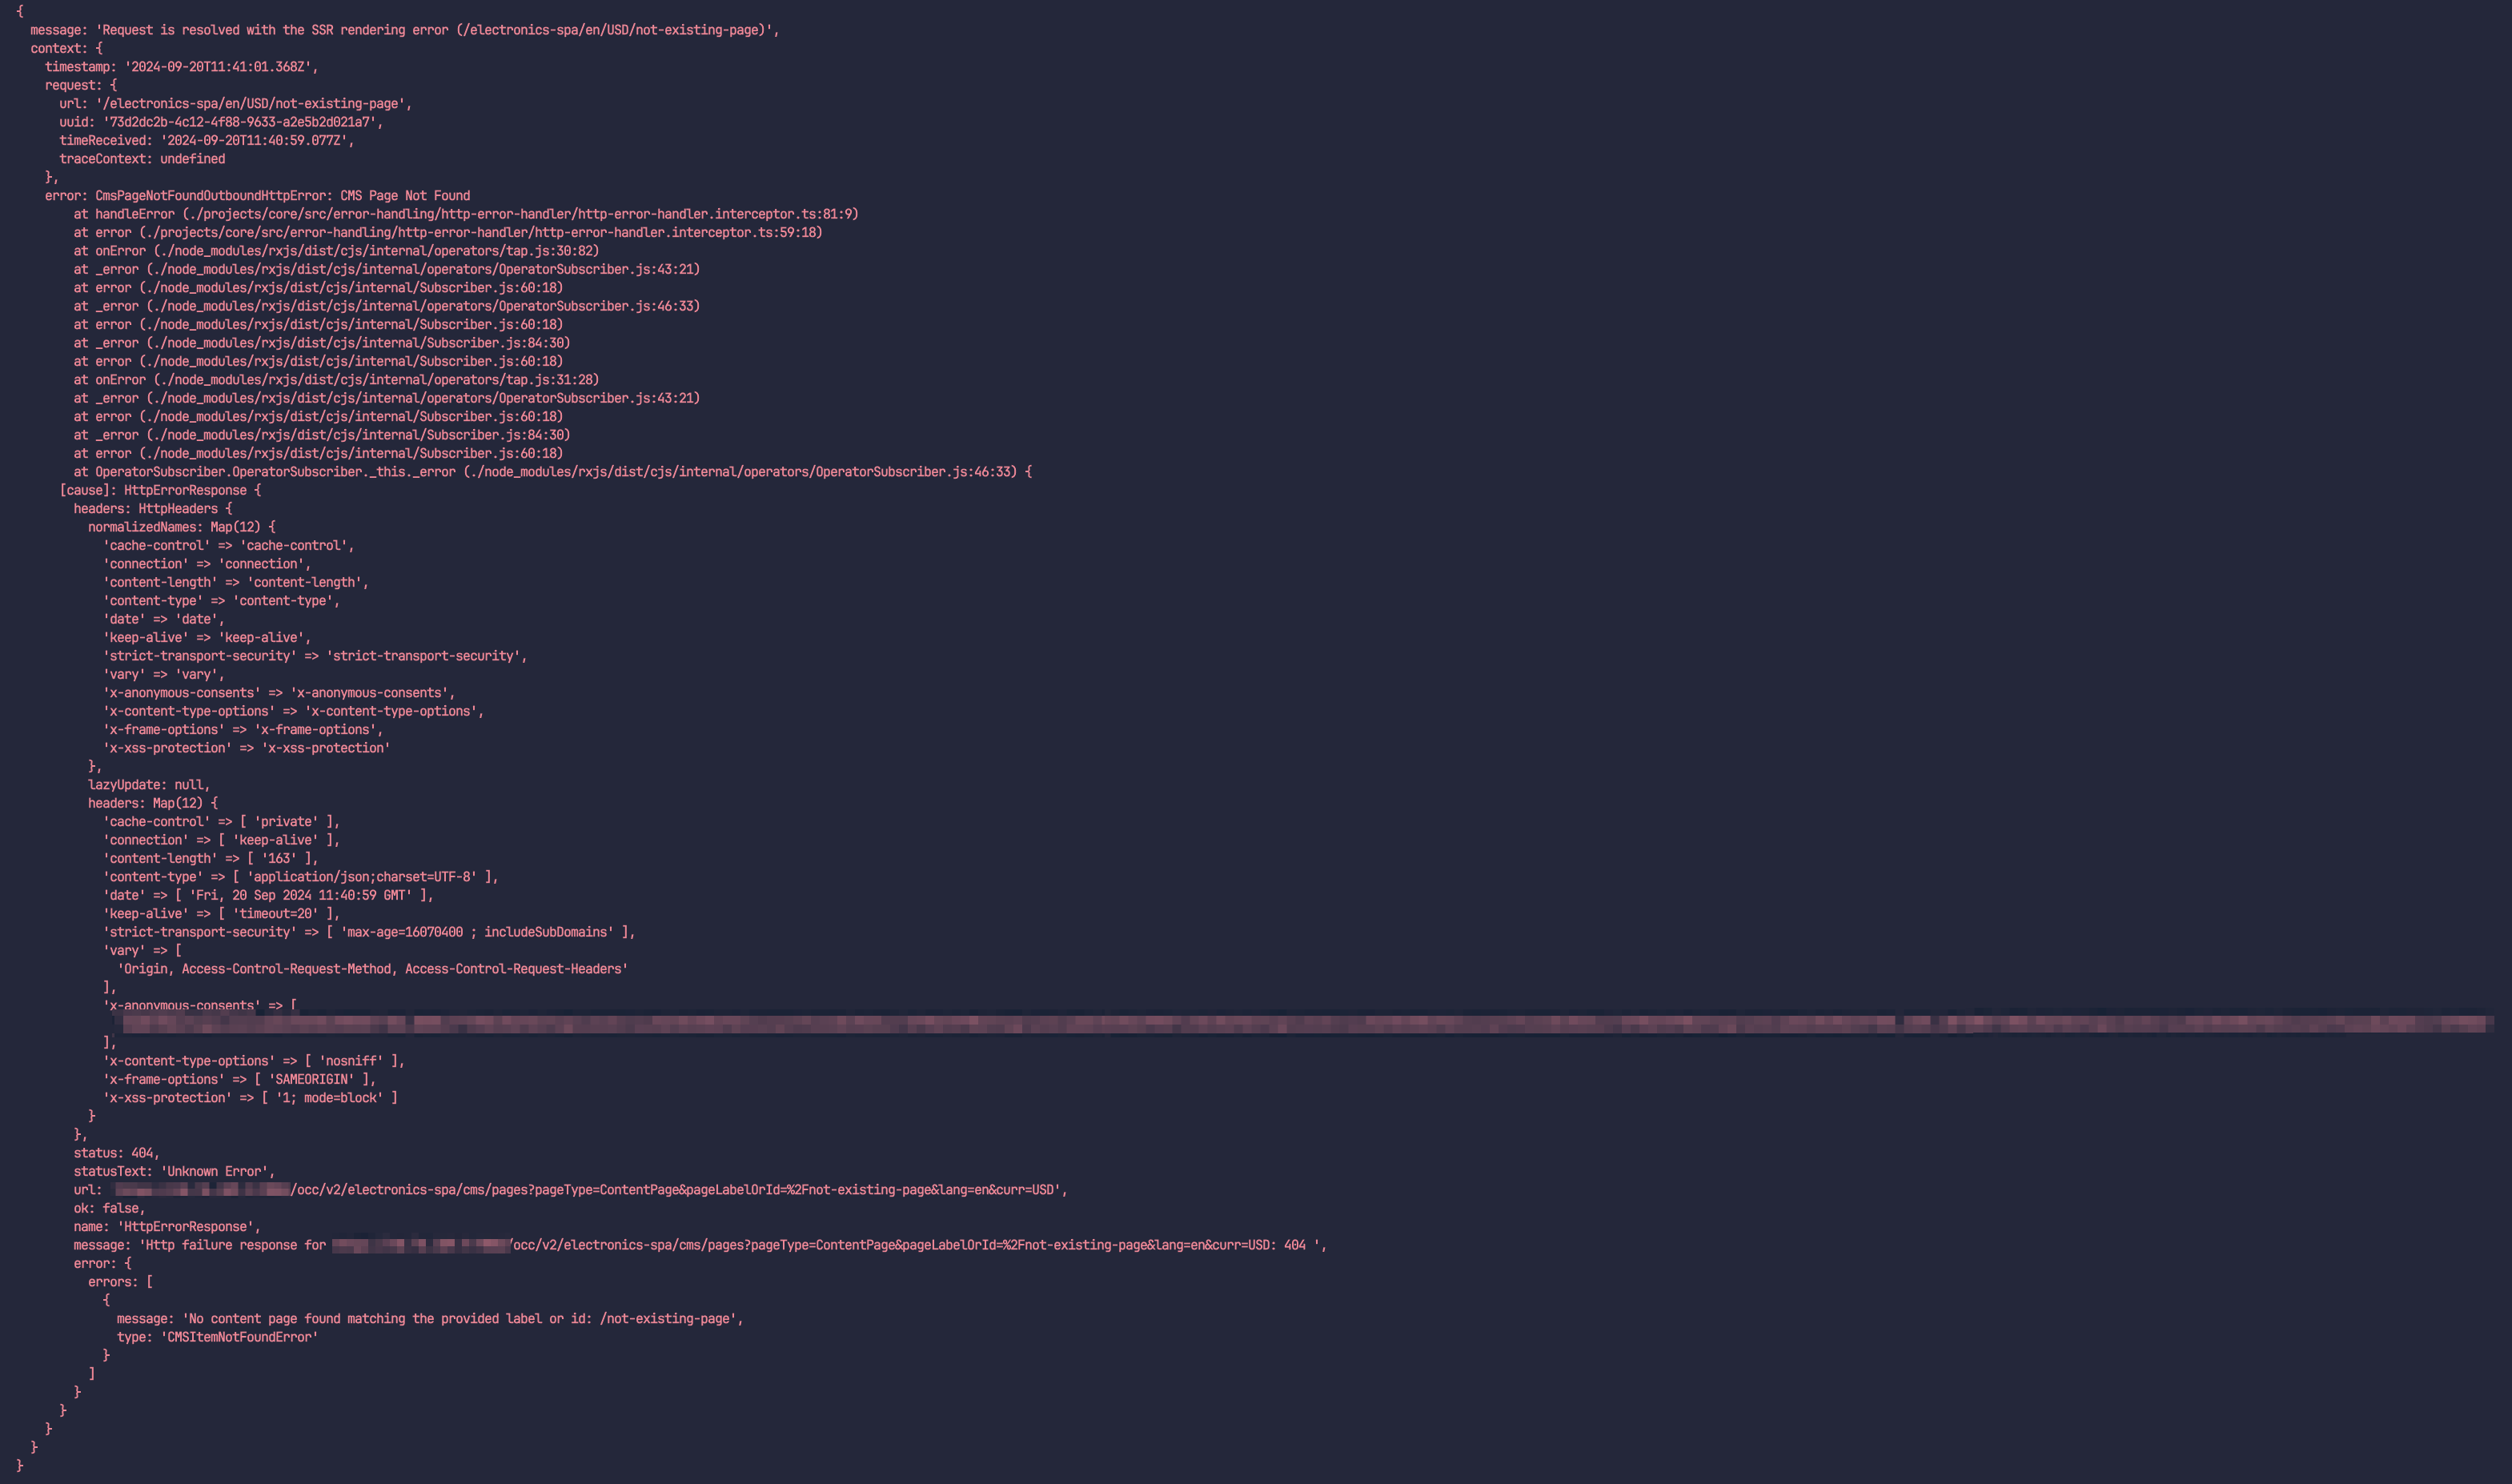 {
message: 'Request is resolved with the SSR rendering error (/electronics-spa/en/USD/not-existing-page)',
context: {
timestamp: '2024-09-20T11:41:01.368Z',
request: {
url: '/electronics-spa/en/USD/not-existing-page',
uuid: '73d2dc2b-4c12-4f88-9633-a2e5b2d021a7',
timeReceived: '2024-09-20T11:40:59.077Z',
traceContext: undefined
},
error: CmsPageNotFoundOutboundHttpError: CMS Page Not Found
at handleError (./projects/core/src/error-handling/http-error-handler/http-error-handler.interceptor.ts:81:9)
at error (./projects/core/src/error-handling/http-error-handler/http-error-handler.interceptor.ts:59:18)
at onError (./node_modules/rxjs/dist/cjs/internal/operators/tap.js:30:82)
at _error (./node_modules/rxjs/dist/cjs/internal/operators/OperatorSubscriber.js:43:21)
at error (./node_modules/rxjs/dist/cjs/internal/Subscriber.js:60:18)
at _error (./node_modules/rxjs/dist/cjs/internal/operators/OperatorSubscriber.js:46:33)
at error (./node_modules/rxjs/dist/cjs/internal/Subscriber.js:60:18)
at _error (./node_modules/rxjs/dist/cjs/internal/Subscriber.js:84:30)
at error (./node_modules/rxjs/dist/cjs/internal/Subscriber.js:60:18)
at onError (./node_modules/rxjs/dist/cjs/internal/operators/tap.js:31:28)
at _error (./node_modules/rxjs/dist/cjs/internal/operators/OperatorSubscriber.js:43:21)
at error (./node_modules/rxjs/dist/cjs/internal/Subscriber.js:60:18)
at _error (./node_modules/rxjs/dist/cjs/internal/Subscriber.js:84:30)
at error (./node_modules/rxjs/dist/cjs/internal/Subscriber.js:60:18)
at OperatorSubscriber.OperatorSubscriber._this._error (./node_modules/rxjs/dist/cjs/internal/operators/OperatorSubscriber.js:46:33) {
[cause]: HttpErrorResponse {
headers: HttpHeaders {
normalizedNames: Map(12) {
'cache-control' => 'cache-control',
'connection' => 'connection',
'content-length' => 'content-length',
'content-type' => 'content-type',
'date' => 'date',
'keep-alive' => 'keep-alive',
'strict-transport-security' => 'strict-transport-security',
'vary' => 'vary',
'x-anonymous-consents' => 'x-anonymous-consents',
'x-content-type-options' => 'x-content-type-options',
'x-frame-options' => 'x-frame-options',
'x-xss-protection' => 'x-xss-protection'
},
lazyUpdate: null,
headers: Map(12) {
'cache-control' => [ 'private' ],
'connection' => [ 'keep-alive' ],
'content-length' => [ '163' ],
'content-type' => [ 'application/json;charset=UTF-8' ],
'date' => [ 'Fri, 20 Sep 2024 11:40:59 GMT' ],
'keep-alive' => [ 'timeout=20' ],
'strict-transport-security' => [ 'max-age=16070400 ; includeSubDomains' ],
'vary' => [
'Origin, Access-Control-Request-Method, Access-Control-Request-Headers'
],
'x-anonymous-consents' => [
],
'x-content-type-options' => [ 'nosniff' ],
'x-frame-options' => [ 'SAMEORIGIN' ],
'x-xss-protection' => [ '1; mode=block' ]
}
},
status: 404,
statusText: 'Unknown Error',
url: /occ/v2/electronics-spa/cms/pages?pageType=ContentPage&pageLabelOrId=%2Fnot-existing-page&lang=en&curr=USD',
ok: false,
name: 'HttpErrorResponse',
message: 'Http failure response for /occ/v2/electronics-spa/cms/pages?pageType=ContentPage&pageLabelOrId=%2Fnot-existing-page&lang=en&curr=USD: 404 ',
error: {
errors: [
{
message: 'No content page found matching the provided label or id: /not-existing-page',
type: 'CMSItemNotFoundError'
}
]
}
}
}
}
}